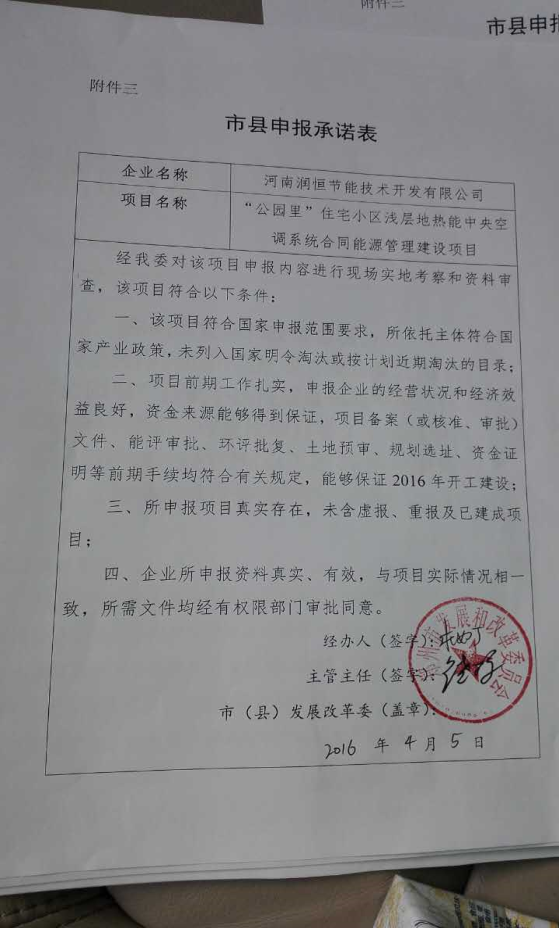 附件三
市县申报
附件三
市县申报承诺表
企业名称
河南润恒节能技术开发有限公司
项目名称
“公园里”住宅小区浅层地热能中央空
调系统合同能源管理建设项目
经我委对该项目申报内容进行现场实地考察和资料审
查，该项目符合以下条件：
一、该项目符合国家申报范围要求，所依托主体符合国
家产业政策，未列入国家明令淘汰或按计划近期淘汰的目录；
二、项目前期工作扎实，申报企业的经营状况和经济效
益良好，资金来源能够得到保证，项目备案（或核准、审批）
文件、能评审批、环评批复、土地预审、规划选址、资金证
明等前期手续均符合有关规定，能够保证 2016 年开工建设；
三、所申报项目真实存在，未含虚报、重报及已建成项
目；
四、企业所申报资料真实、有效，与项目实际情况相一
致，所需文件均经有权限部门审批同意。
经办人（签字）：
主管主任（签字）：
市（县）发展改革委（盖章）：
州市发展和改革委员会
2016 年 4 月 5 日